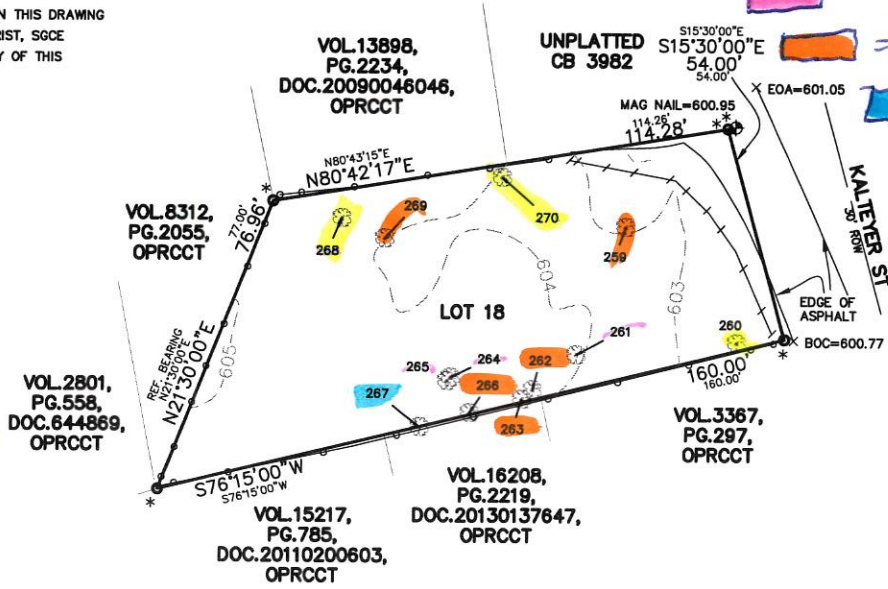 N THIS DRAWING
RIST, SGCE
Y OF THIS
VOL.13898,
PG.2234,
DOC.20090046046,
OPRCCT
UNPLATTED
CB 3982
S15°30'00"E
S15°30'00"E
54.00'
54.00'
EOA=601.05
MAG NAIL=600.95
114.26'
114.28'
N80°43'15"E
N80°42'17"E
KALTEYER ST
50' ROW
VOL.8312,
PG.2055,
OPRCCT
77.00'
76.96'
268
269
270
259
604
603
LOT 18
EDGE OF
ASPHALT
BOC=600.77
REF. BEARING
N21°30'00"E
N21°30'00"E
605
265
264
261
260
262
266
267
263
160.00'
160.00'
VOL.2801,
PG.558,
DOC.644869,
OPRCCT
VOL.3367,
PG.297,
OPRCCT
S76°15'00"W
S76°15'00"W
VOL.16208,
PG.2219,
DOC.20130137647,
OPRCCT
VOL.15217,
PG.785,
DOC.20110200603,
OPRCCT